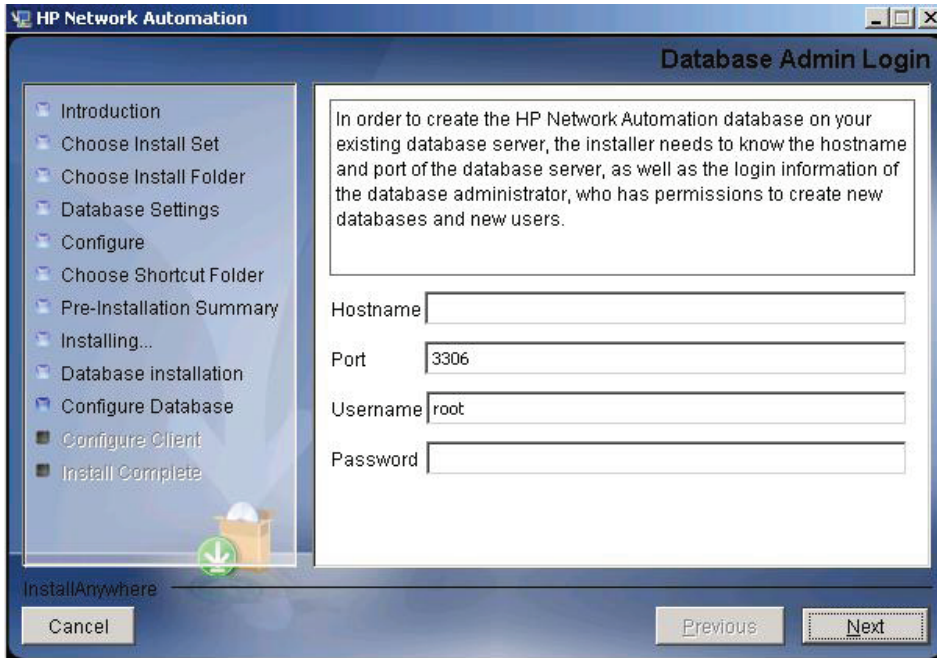 HP Network Automation
Database Admin Login
Introduction
Choose Install Set
Choose Install Folder
Database Settings
Configure
Choose Shortcut Folder
Pre-Installation Summary
Installing...
Database installation
Configure Database
Configure Client
Install Complete
In order to create the HP Network Automation database on your
existing database server, the installer needs to know the hostname
and port of the database server, as well as the login information of
the database administrator, who has permissions to create new
databases and new users.
Hostname
Port 3306
Username root
Password
InstallAnywhere
Cancel
Previous
Next